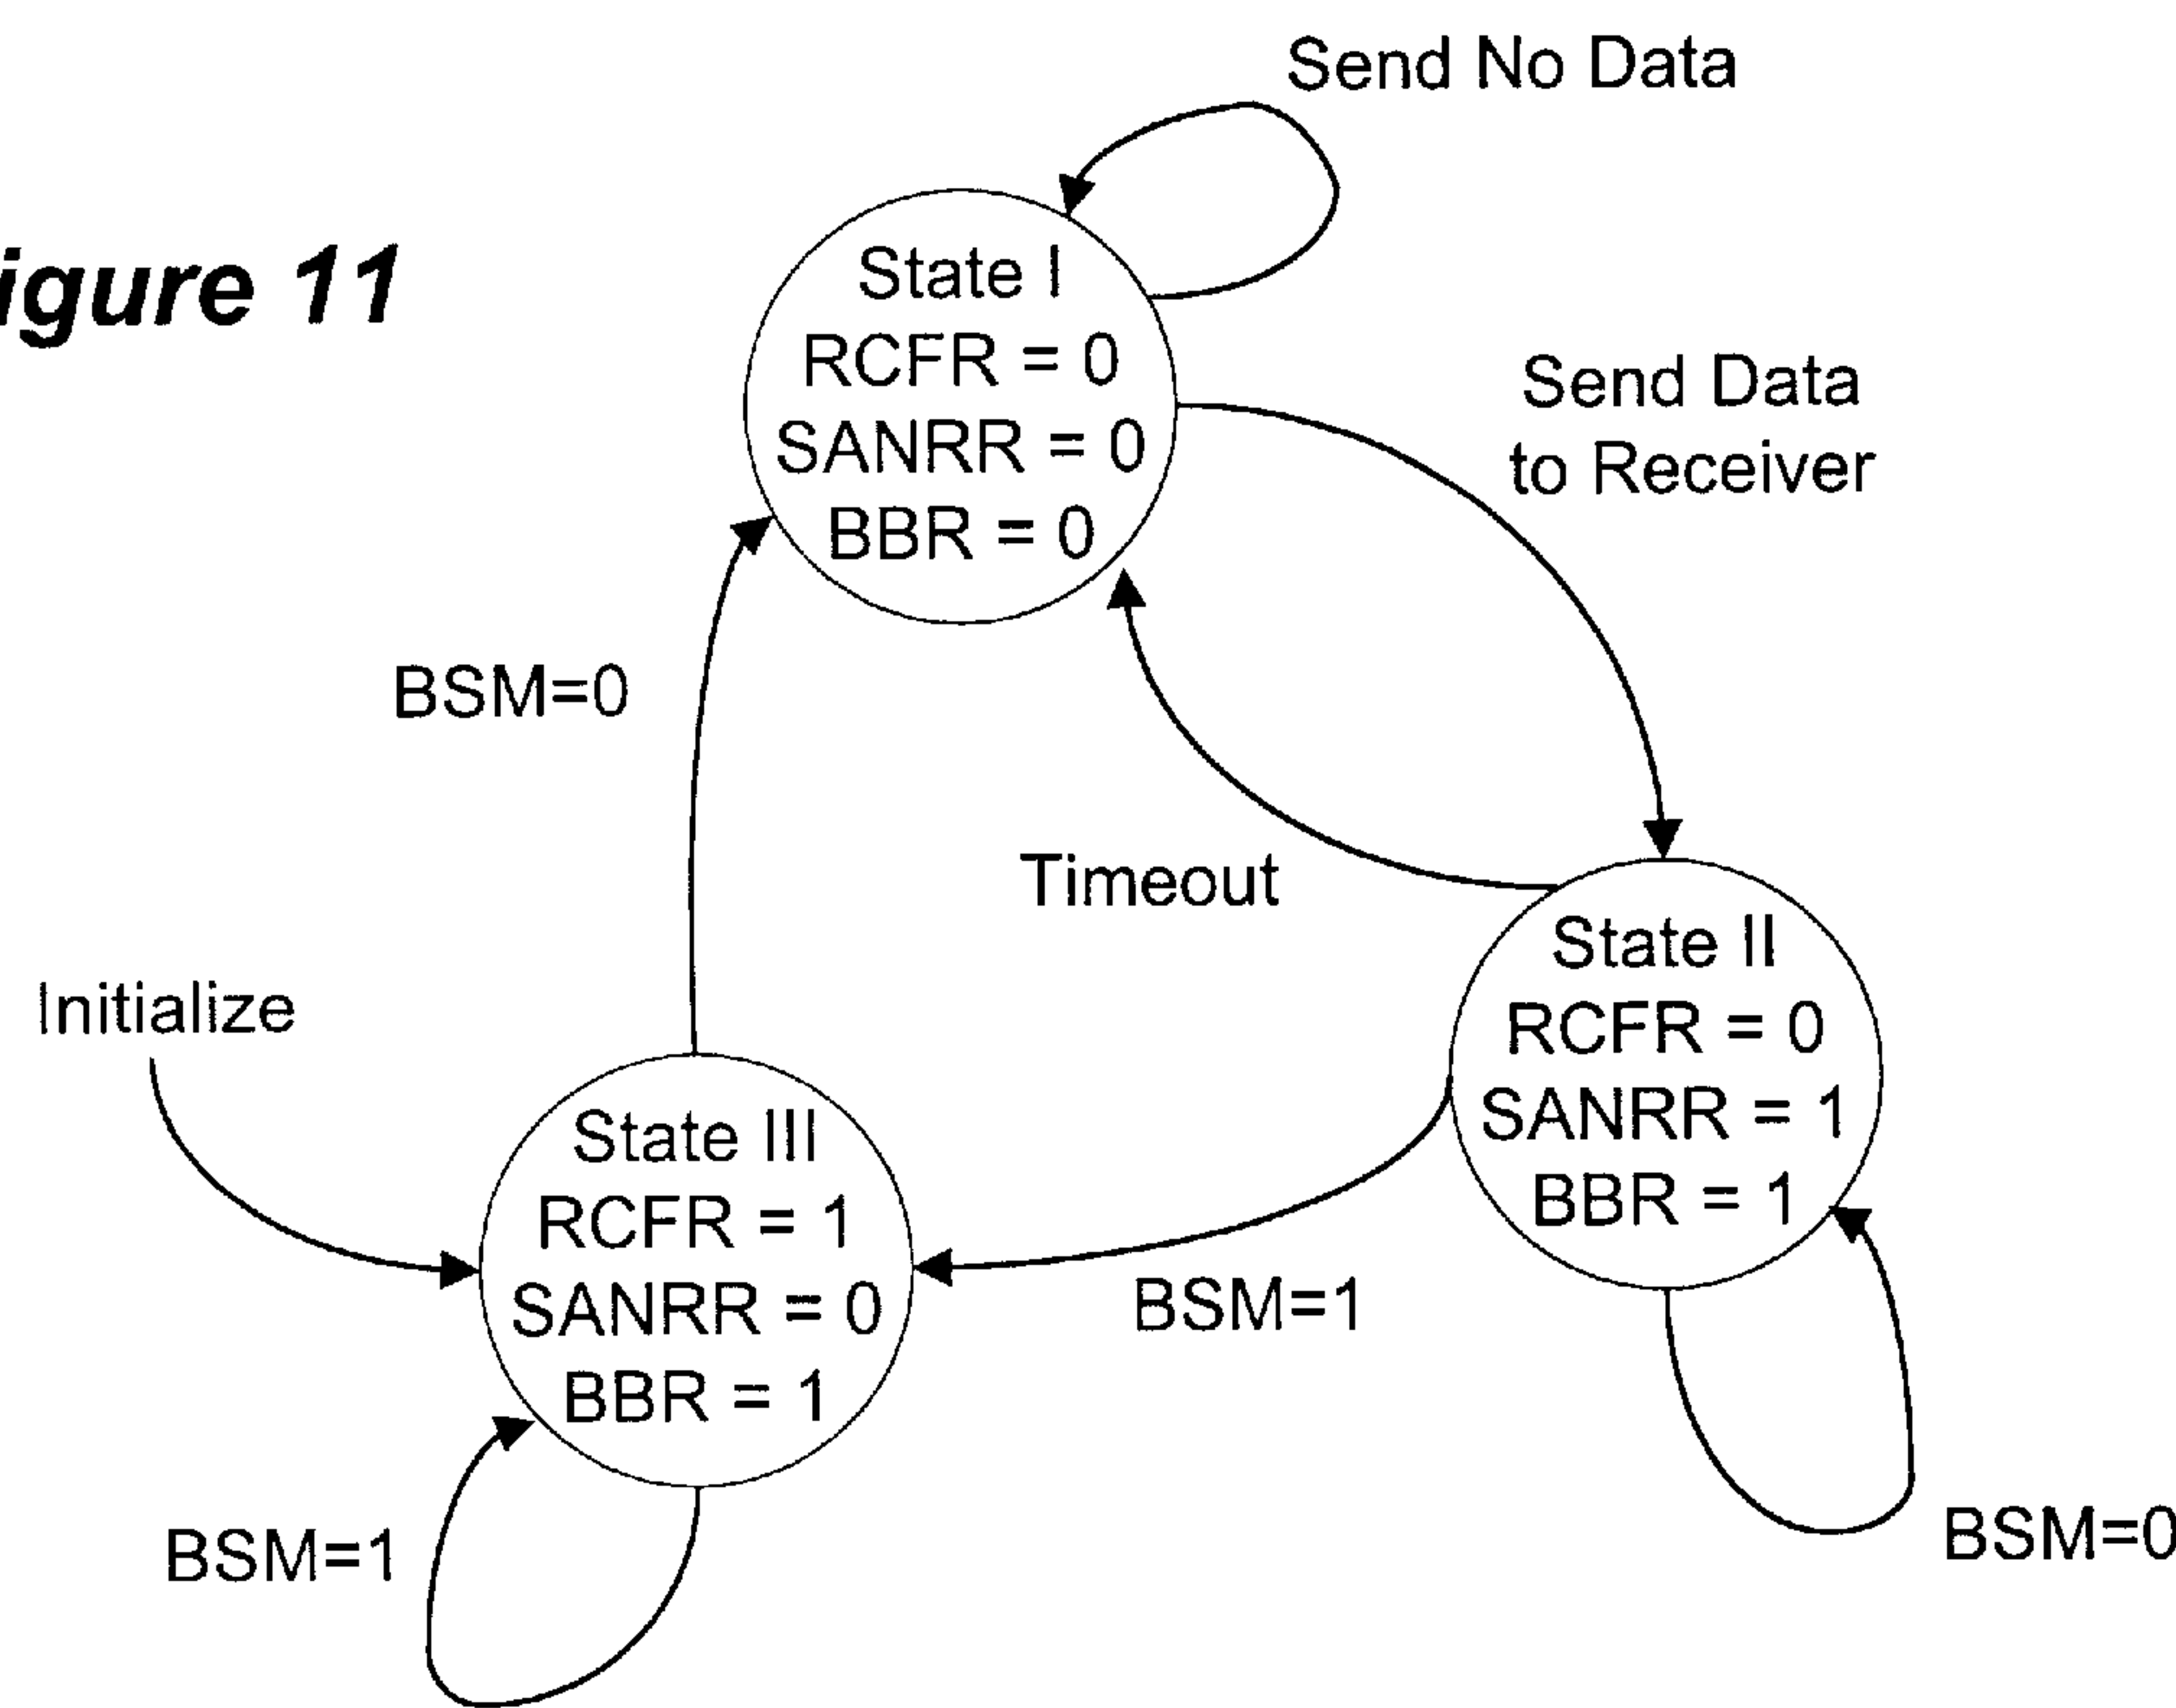 Send No Data
igure 11
State I
RCFR = 0
SANRR = 0
BBR = 0
Send Data
to Receiver
BSM=0
Timeout
State II
RCFR = 0
SANRR = 1
BBR = 1
Initialize
State III
RCFR = 1
SANRR = 0
BBR = 1
BSM=1
BSM=1
BSM=0